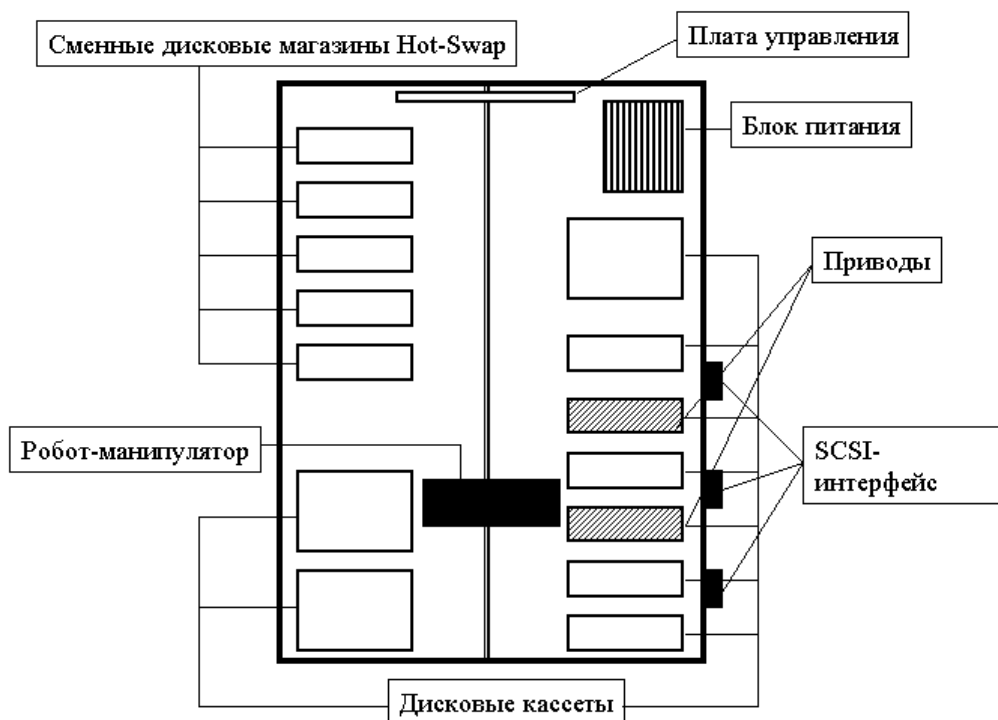 Сменные дисковые магазины Hot-Swap
Плата управления
Блок питания
Приводы
Робот-манипулятор
SCSI-
интерфейс
Дисковые кассеты